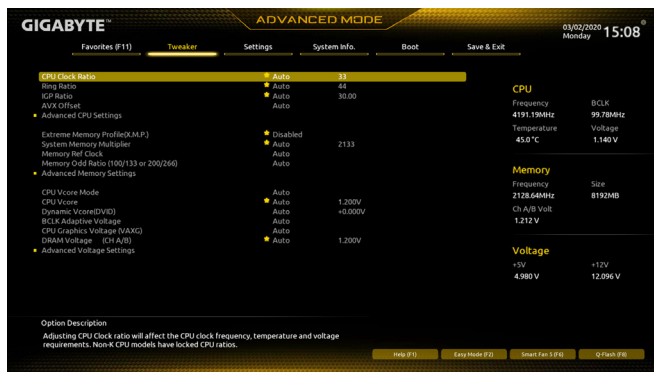 GIGABYTE™
ADVANCED MODE
03/02/2020 Monday 15:08
Favorites (F11) Tweaker Settings System Info. Boot Save & Exit
CPU Clock Ratio Auto 33
Ring Ratio Auto 44
IGP Ratio Auto 30.00
AVX Offset Auto
Advanced CPU Settings
Extreme Memory Profile(X.M.P.) Disabled
System Memory Multiplier Auto 2133
Memory Ref Clock Auto
Memory Odd Ratio (100/133 or 200/266) Auto
Advanced Memory Settings
CPU Vcore Mode Auto
CPU Vcore Auto 1.200V
Dynamic Vcore(DVID) Auto +0.000V
BCLK Adaptive Voltage Auto
CPU Graphics Voltage (VAXG) Auto
DRAM Voltage (CH A/B) Auto 1.200V
Advanced Voltage Settings
CPU
Frequency BCLK
4191.19MHz 99.78MHz
Temperature Voltage
45.0 °C 1.140 V
Memory
Frequency Size
2128.64MHz 8192MB
Ch A/B Volt
1.212 V
Voltage
+5V +12V
4.980 V 12.096 V
Option Description
Adjusting CPU Clock ratio will affect the CPU clock frequency, temperature and voltage
requirements. Non-K CPU models have locked CPU ratios.
Help (F1) Easy Mode (F2) Smart Fan 5 (F6) Q-Flash (F8)